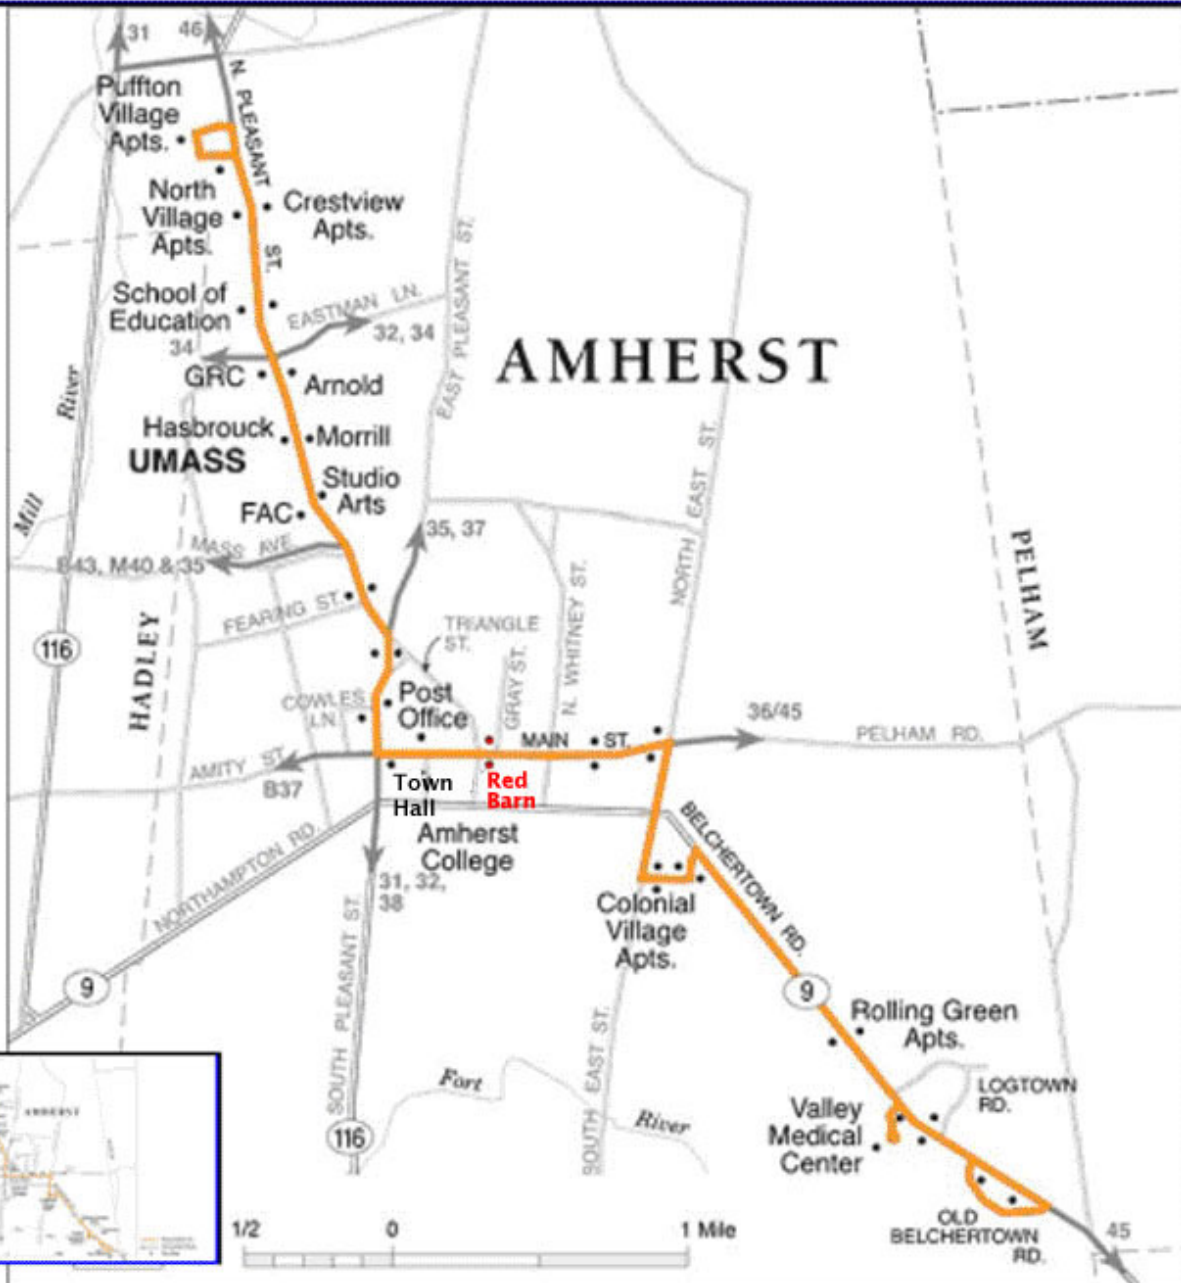 31
46
N. PLEASANT
ST.
Puffton
Village
Apts.
North
Village
Apts.
Crestview
Apts.
School of
Education
EASTMAN LN.
32, 34
34
EAST PLEASANT ST.
AMHERST
GRC
Arnold
River
Mill
Hasbrouck
Morrill
UMASS
Studio
Arts
FAC
NORTH EAST ST.
35, 37
MASS AVE
B43, M40 & 35
PELHAM
HADLEY
FEARING ST.
116
TRIANGLE
ST.
GRAY ST.
N. WHITNEY ST.
COWLES
LN.
Post
Office
36/45
MAIN ST.
PELHAM RD.
AMITY ST.
B37
Town
Hall
Red
Barn
Amherst
College
NORTHAMPTON RD.
BELCHERTOWN RD.
31, 32,
38
Colonial
Village
Apts.
9
9
SOUTH PLEASANT ST.
SOUTH EAST ST.
Rolling Green
Apts.
LOGTOWN
RD.
Fort
River
116
Valley
Medical
Center
OLD
BELCHERTOWN
RD.
45
AMHERST
1/2 0 1 Mile